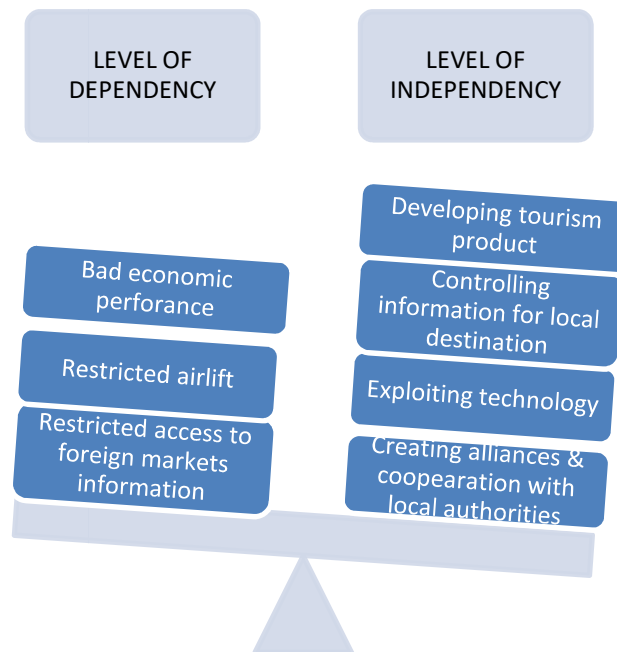 LEVEL OF
DEPENDENCY
LEVEL OF
INDEPENDENCY
Bad economic
perforance
Restricted airlift
Restricted access to
foreign markets
information
Developing tourism
product
Controlling
information for local
destination
Exploiting technology
Creating alliances &
coopearation with
local authorities